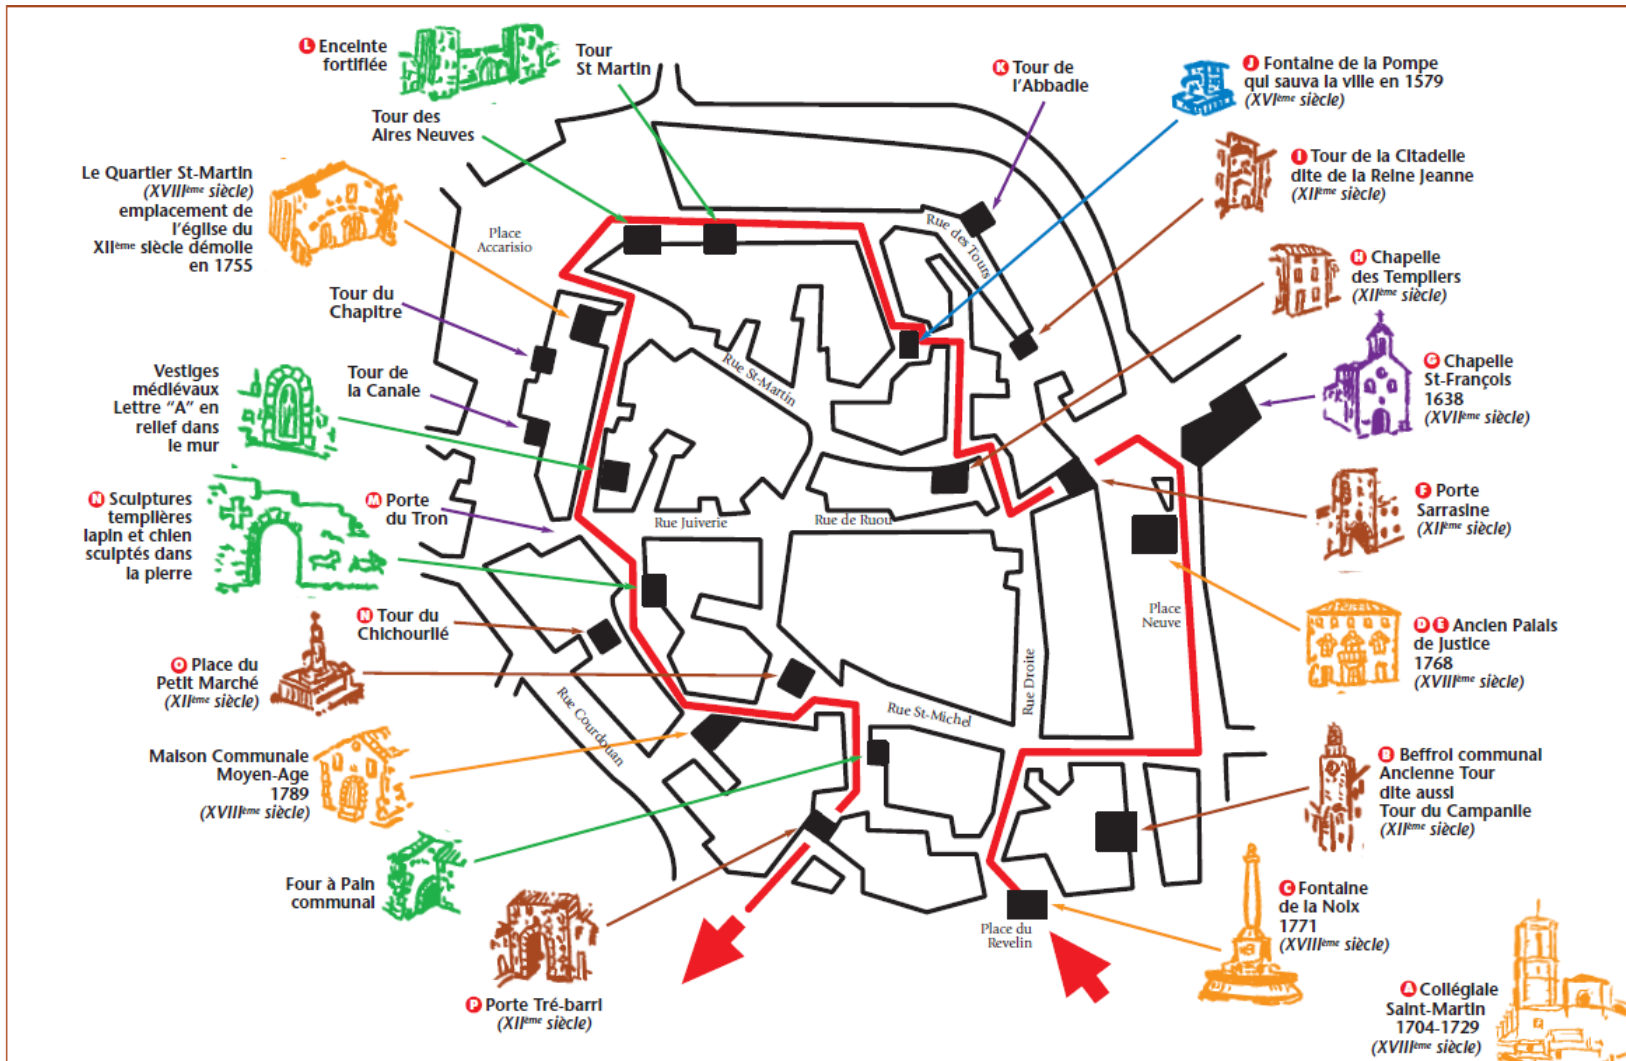 L Enceinte
fortifiée
Tour
St Martin
Tour des
Aires Neuves
K Tour de
l'Abbadie
J Fontaine de la Pompe
qui sauva la ville en 1579
(XVIème siècle)
I Tour de la Citadelle
dite de la Reine Jeanne
(XIIème siècle)
Le Quartier St-Martin
(XVIIIème siècle)
emplacement de
l'église du
XIIème siècle démolie
en 1755
Place
Accarisio
Rue des Tours
H Chapelle
des Templiers
(XIIème siècle)
Tour du
Chapitre
Rue St-Martin
G Chapelle
St-François
1638
(XVIIème siècle)
Vestiges
médiévaux
Lettre "A" en
relief dans
le mur
Tour de
la Canale
N Sculptures
templières
lapin et chien
sculptés dans
la pierre
M Porte
du Tron
Rue Juiverie
Rue de Ruou
F Porte
Sarrasine
(XIIème siècle)
N Tour du
Chichourlié
Place
Neuve
D E Ancien Palais
de Justice
1768
(XVIIIème siècle)
O Place du
Petit Marché
(XIIème siècle)
Rue Courdouan
Rue St-Michel
Rue Droite
Maison Communale
Moyen-Age
1789
(XVIIIème siècle)
B Beffroi communal
Ancienne Tour
dite aussi
Tour du Campanile
(XIIème siècle)
Four à Pain
communal
C Fontaine
de la Noix
1771
(XVIIIème siècle)
Place du
Revelin
P Porte Tré-barri
(XIIème siècle)
A Collégiale
Saint-Martin
1704-1729
(XVIIIème siècle)